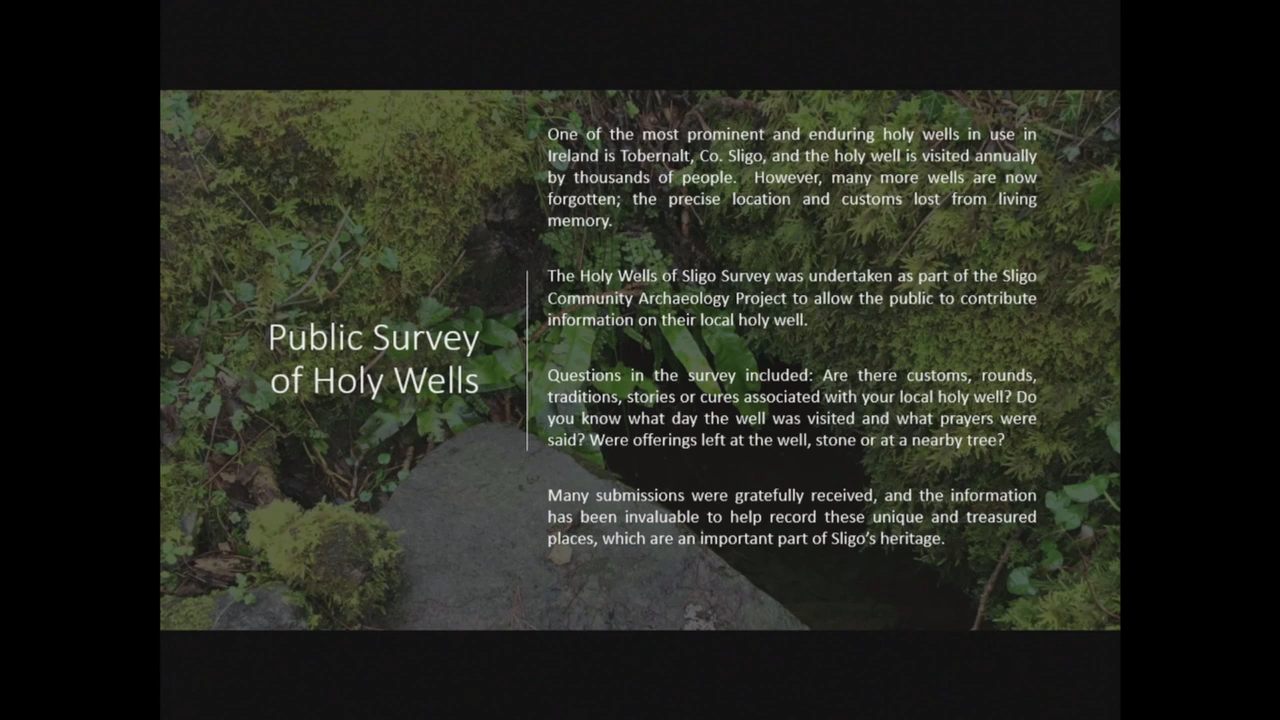 Public Survey
of Holy Wells
One of the most prominent and enduring holy wells in use in
Ireland is Tobernalt, Co. Sligo, and the holy well is visited annually
by thousands of people. However, many more wells are now
forgotten; the precise location and customs lost from living
memory.
The Holy Wells of Sligo Survey was undertaken as part of the Sligo
Community Archaeology Project to allow the public to contribute
information on their local holy well.
Questions in the survey included: Are there customs, rounds,
traditions, stories or cures associated with your local holy well? Do
you know what day the well was visited and what prayers were
said? Were offerings left at the well, stone or at a nearby tree?
Many submissions were gratefully received, and the information
has been invaluable to help record these unique and treasured
places, which are an important part of Sligo’s heritage.